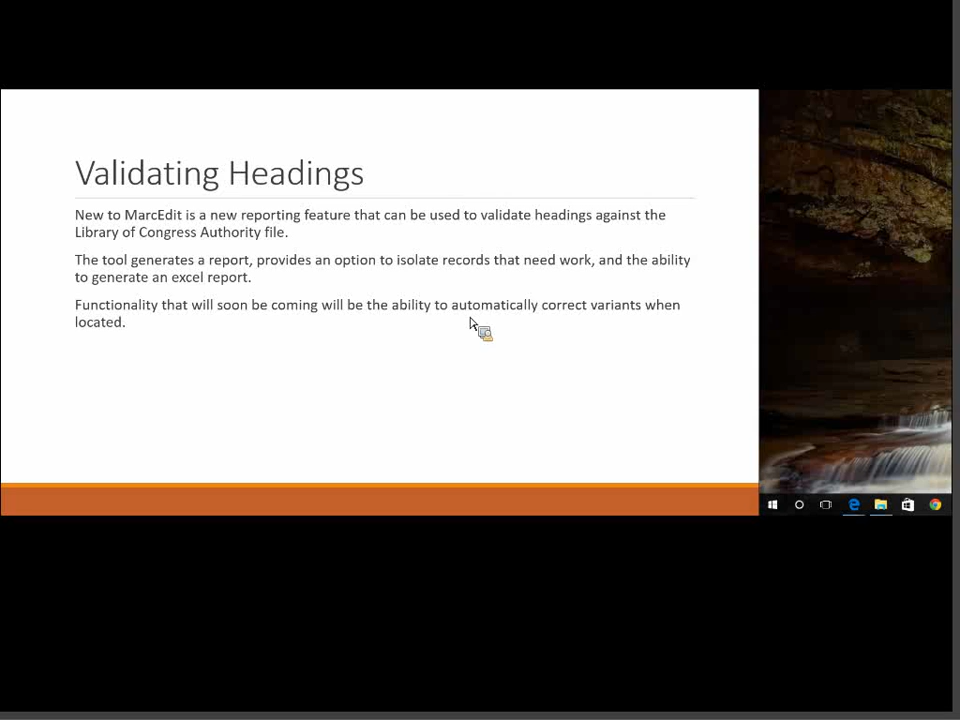 Validating Headings
New to MarcEdit is a new reporting feature that can be used to validate headings against the
Library of Congress Authority file.
The tool generates a report, provides an option to isolate records that need work, and the ability
to generate an excel report.
Functionality that will soon be coming will be the ability to automatically correct variants when
located.